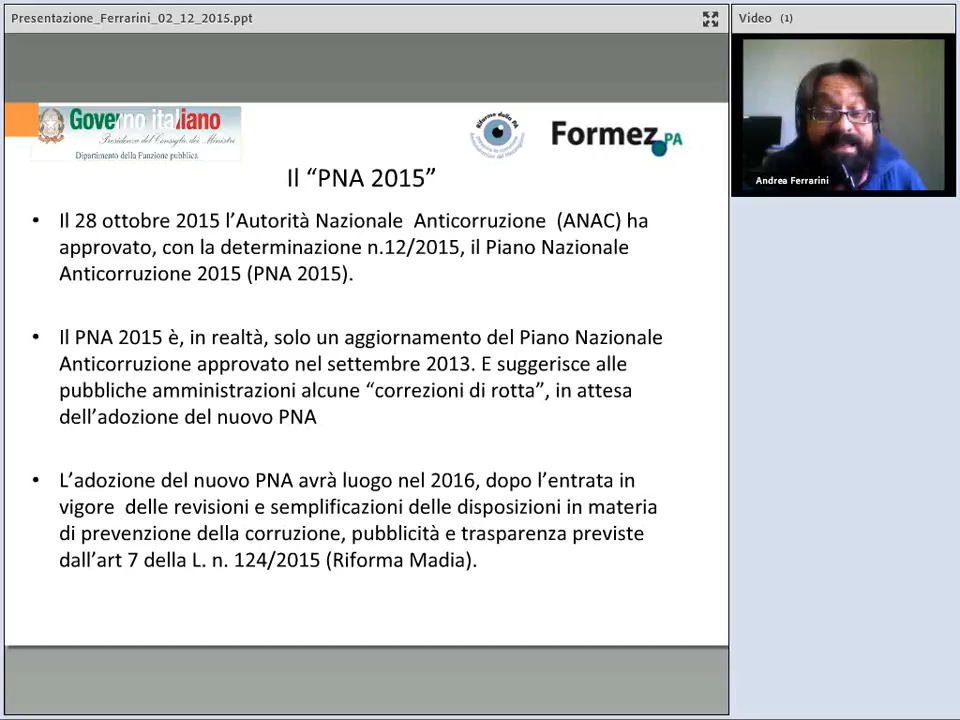 Presentazione_Ferrarini_02_12_2015.ppt
Video (1)
Governo italiano
Presidenza del Consiglio dei Ministri
Dipartimento della Funzione pubblica
Riforma della PA
Formez PA
Andrea Ferrarini
Il “PNA 2015”
• Il 28 ottobre 2015 l’Autorità Nazionale Anticorruzione (ANAC) ha
approvato, con la determinazione n.12/2015, il Piano Nazionale
Anticorruzione 2015 (PNA 2015).
• Il PNA 2015 è, in realtà, solo un aggiornamento del Piano Nazionale
Anticorruzione approvato nel settembre 2013. E suggerisce alle
pubbliche amministrazioni alcune “correzioni di rotta”, in attesa
dell’adozione del nuovo PNA
• L’adozione del nuovo PNA avrà luogo nel 2016, dopo l’entrata in
vigore delle revisioni e semplificazioni delle disposizioni in materia
di prevenzione della corruzione, pubblicità e trasparenza previste
dall’art 7 della L. n. 124/2015 (Riforma Madia).